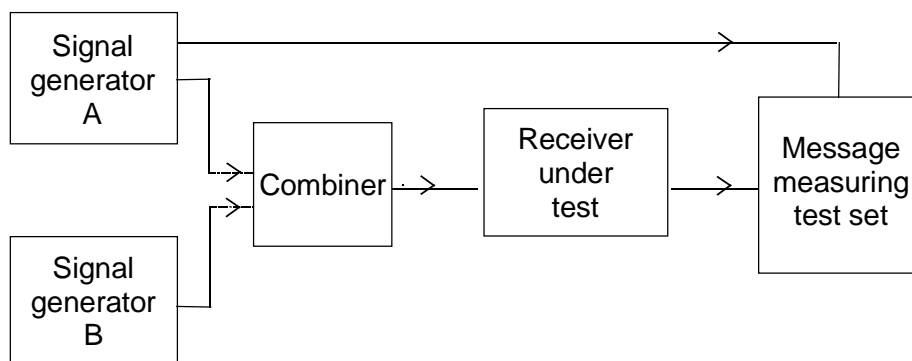 Signal
generator
A
Combiner
Receiver
under
test
Message
measuring
test set
Signal
generator
B